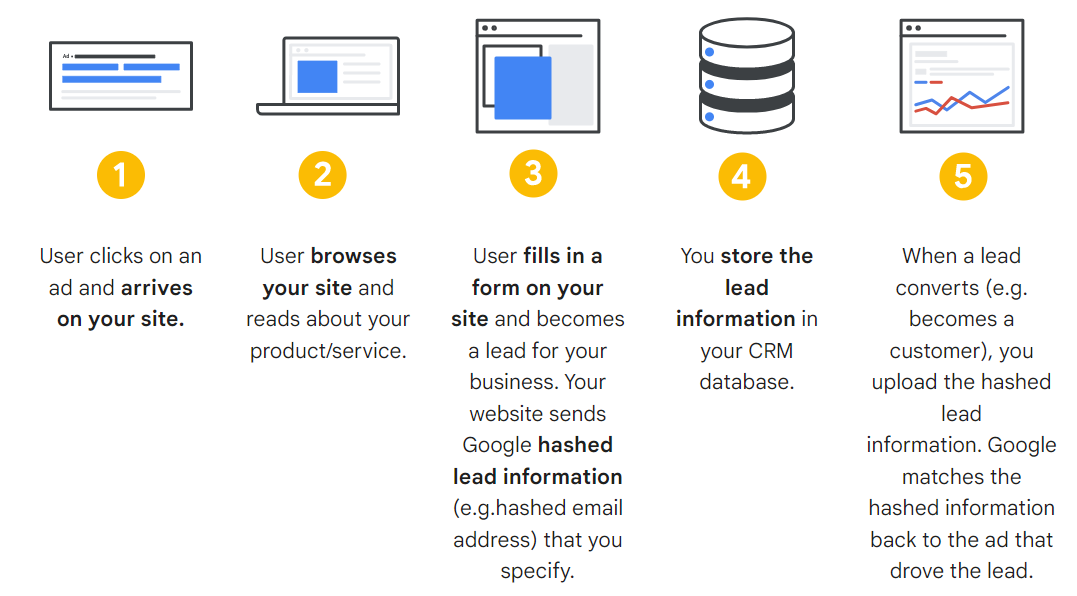 Ad •
1
2
3
4
5
User clicks on an
ad and arrives
on your site.
User browses
your site and
reads about your
product/service.
User fills in a
form on your
site and becomes
a lead for your
business. Your
website sends
Google hashed
lead information
(e.g.hashed email
address) that you
specify.
You store the
lead
information in
your CRM
database.
When a lead
converts (e.g.
becomes a
customer), you
upload the hashed
lead
information. Google
matches the
hashed information
back to the ad that
drove the lead.